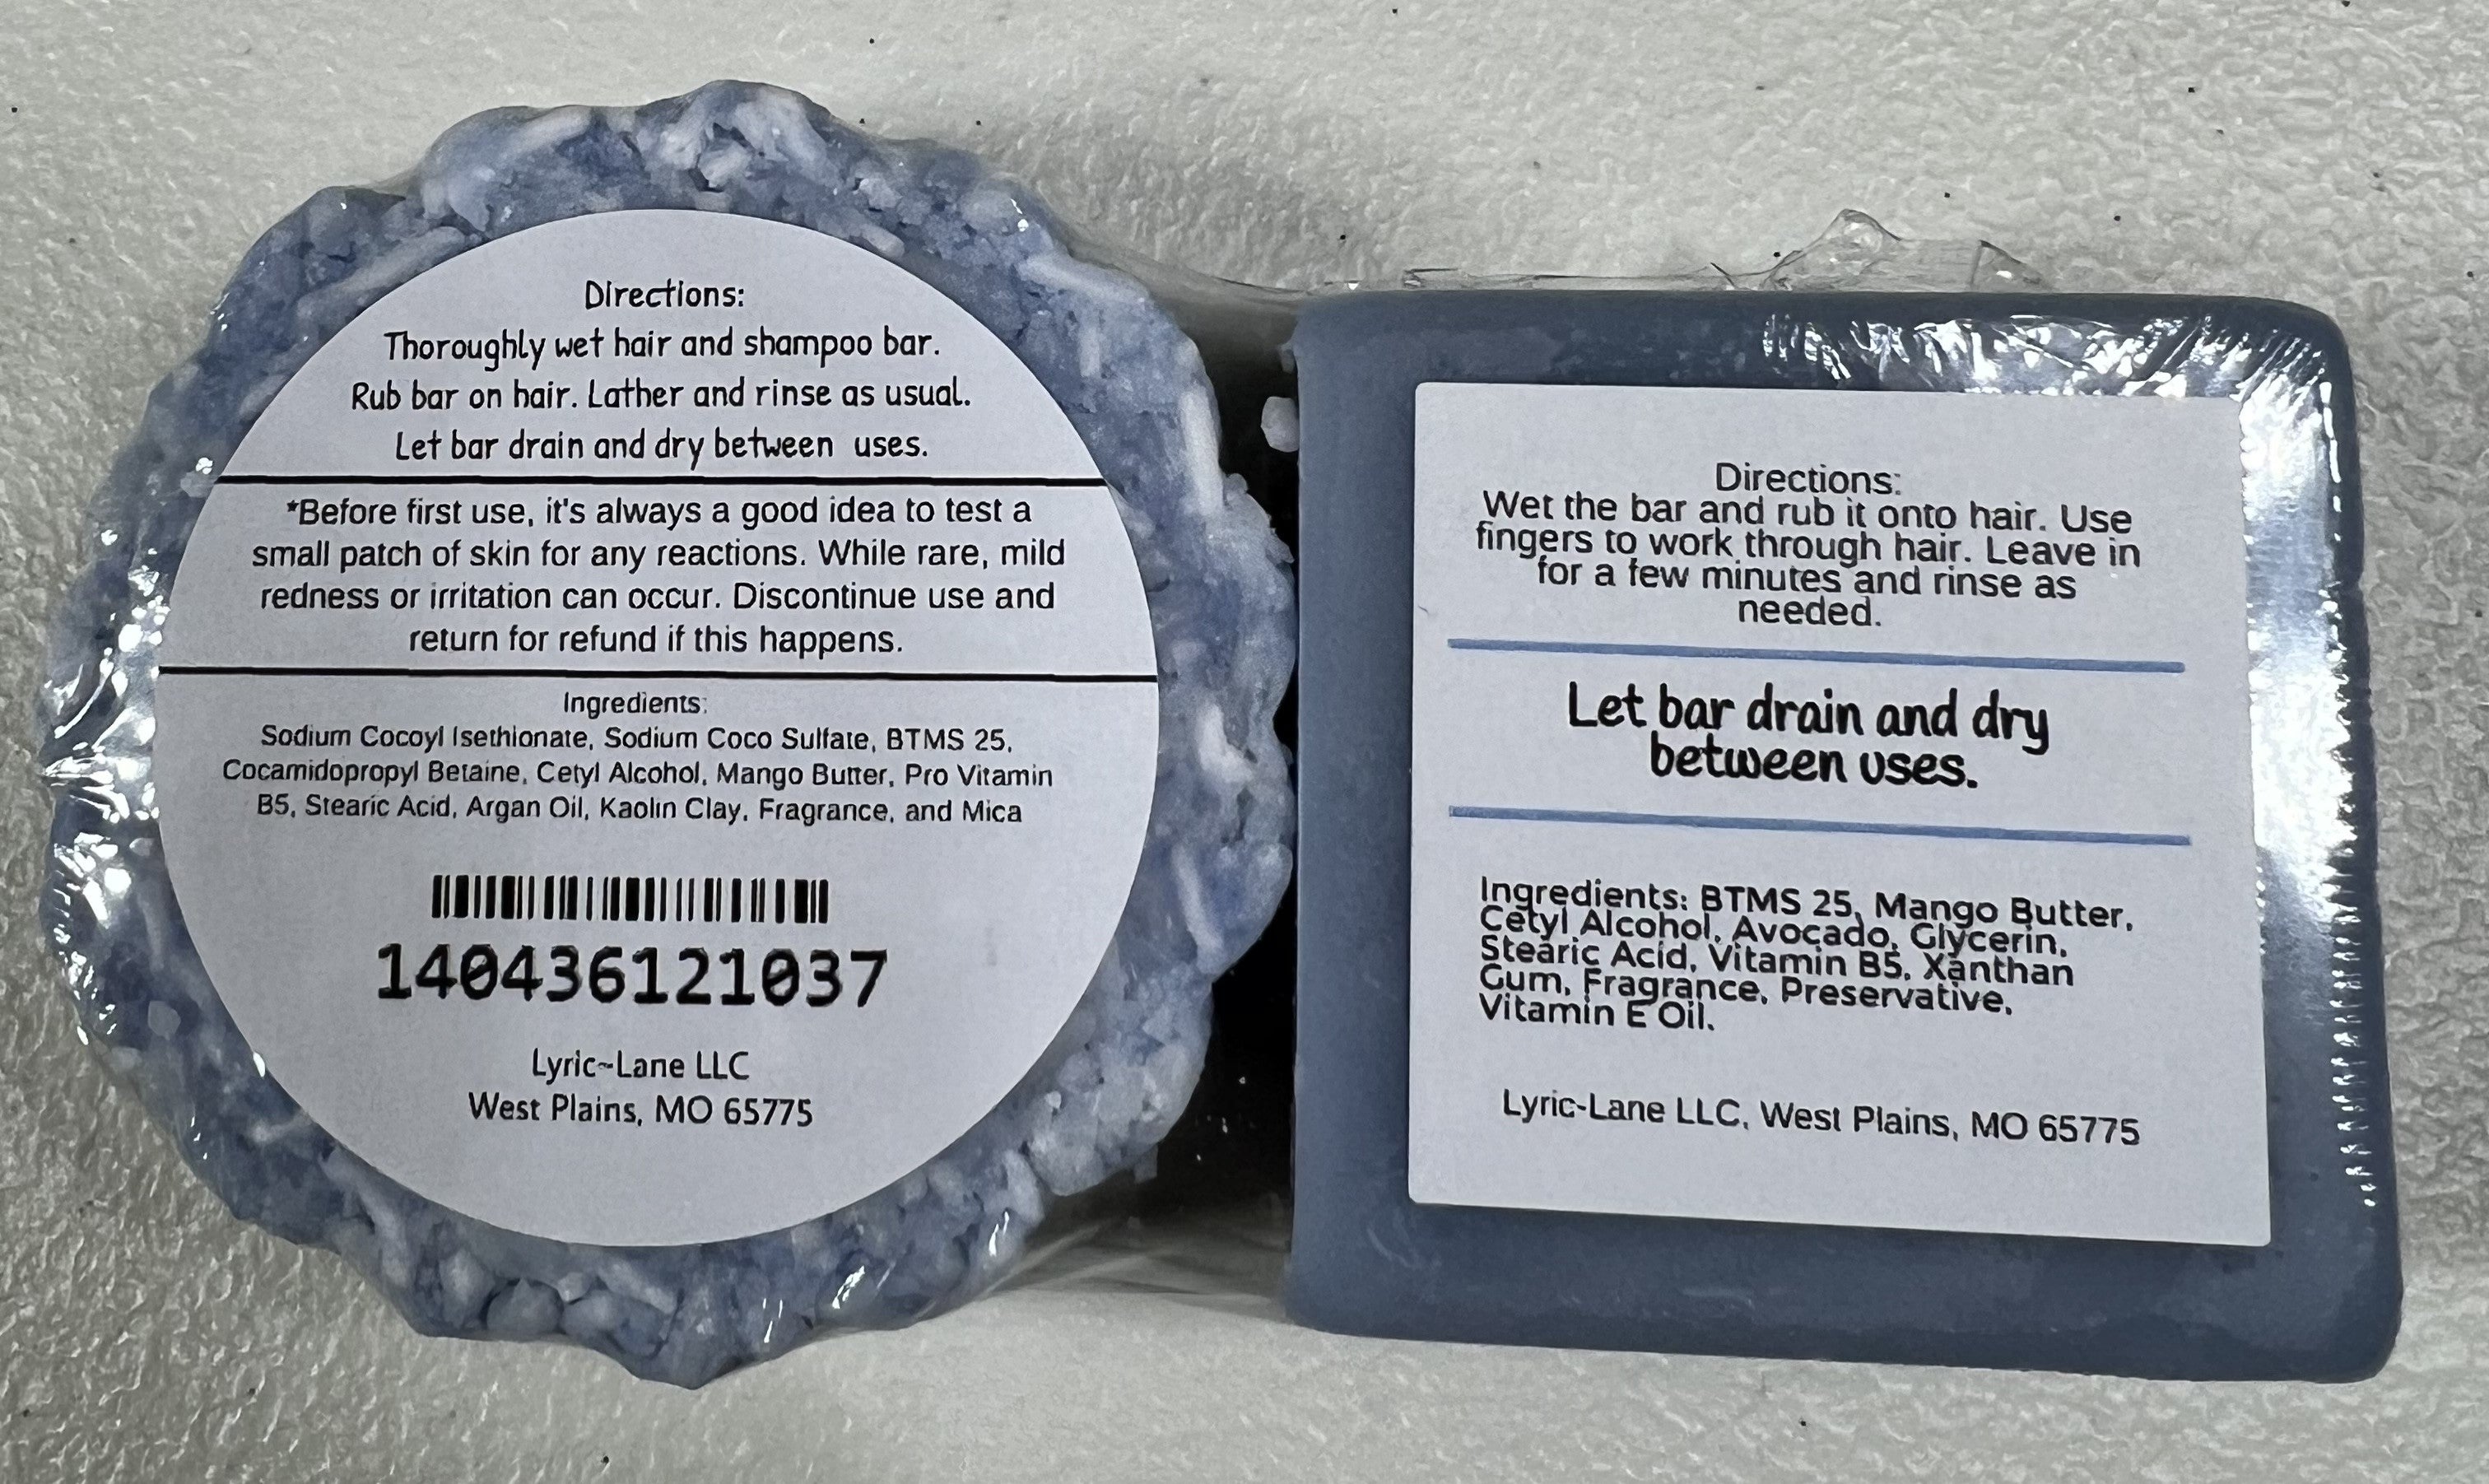 Directions:
Thoroughly wet hair and shampoo bar.
Rub bar on hair. Lather and rinse as usual.
Let bar drain and dry between uses.
*Before first use, it's always a good idea to test a
small patch of skin for any reactions. While rare, mild
redness or irritation can occur. Discontinue use and
return for refund if this happens.
Ingredients:
Sodium Cocoyl Isethionate, Sodium Coco Sulfate, BTMS 25,
Cocamidopropyl Betaine, Cetyl Alcohol, Mango Butter, Pro Vitamin
B5, Stearic Acid, Argan Oil, Kaolin Clay, Fragrance, and Mica
140436121037
Lyric~Lane LLC
West Plains, MO 65775
Directions:
Wet the bar and rub it onto hair. Use
fingers to work through hair. Leave in
for a few minutes and rinse as
needed.
Let bar drain and dry
between uses.
Ingredients: BTMS 25, Mango Butter,
Cetyl Alcohol, Avocado, Glycerin,
Stearic Acid, Vitamin B5, Xanthan
Gum, Fragrance, Preservative,
Vitamin E Oil.
Lyric-Lane LLC, West Plains, MO 65775